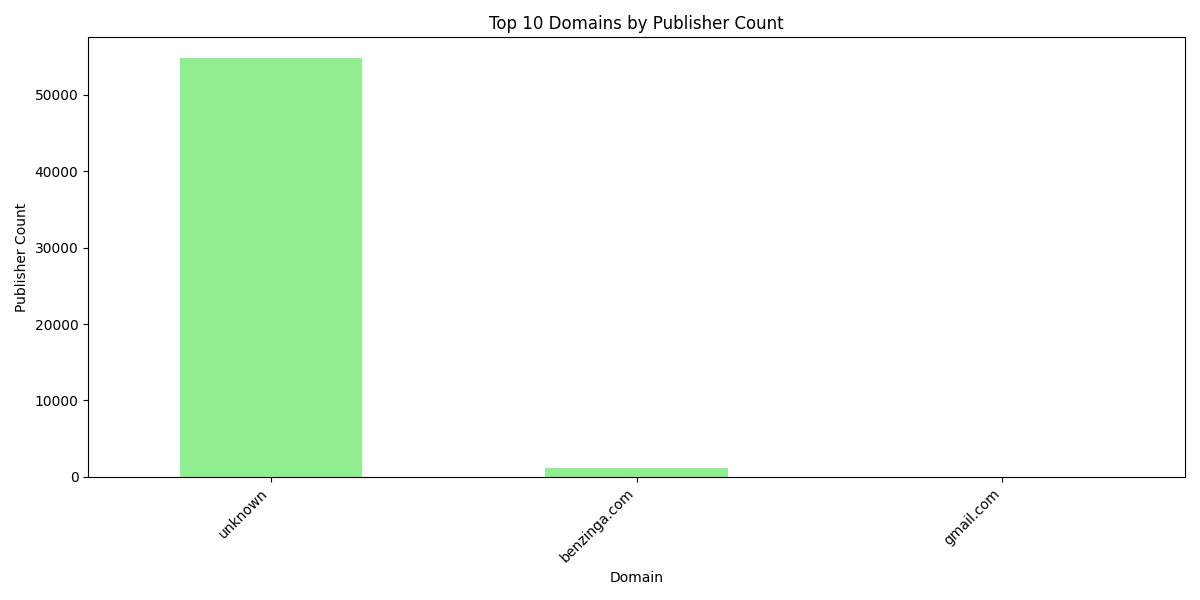 Top 10 Domains by Publisher Count
Publisher Count
50000
40000
30000
20000
10000
0
unknown
benzinga.com
gmail.com
Domain